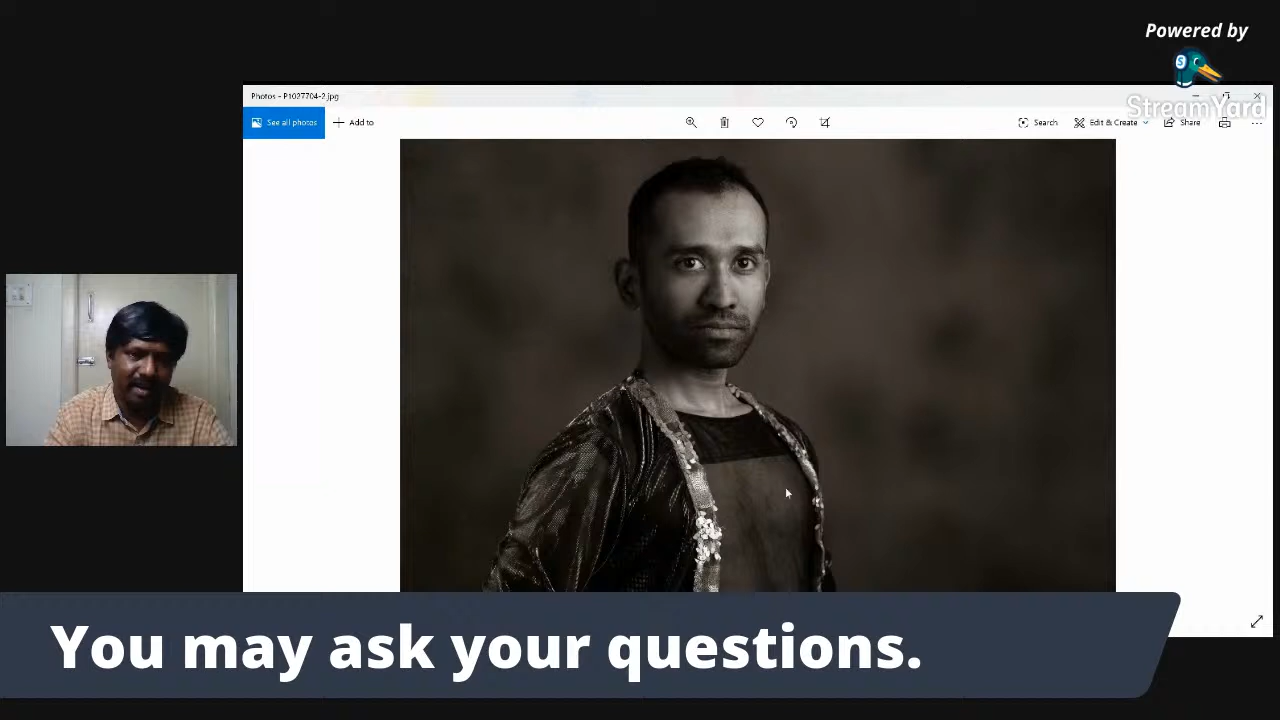 Powered by
StreamYard
Photos - P1027704-2.jpg
See all photos
Add to
Search
Edit & Create
Share
You may ask your questions.